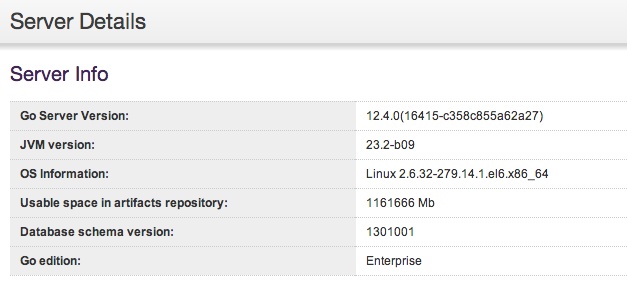 Server Details
Server Info
Go Server Version: 12.4.0(16415-c358c855a62a27)
JVM version: 23.2-b09
OS Information: Linux 2.6.32-279.14.1.el6.x86_64
Usable space in artifacts repository: 1161666 Mb
Database schema version: 1301001
Go edition: Enterprise